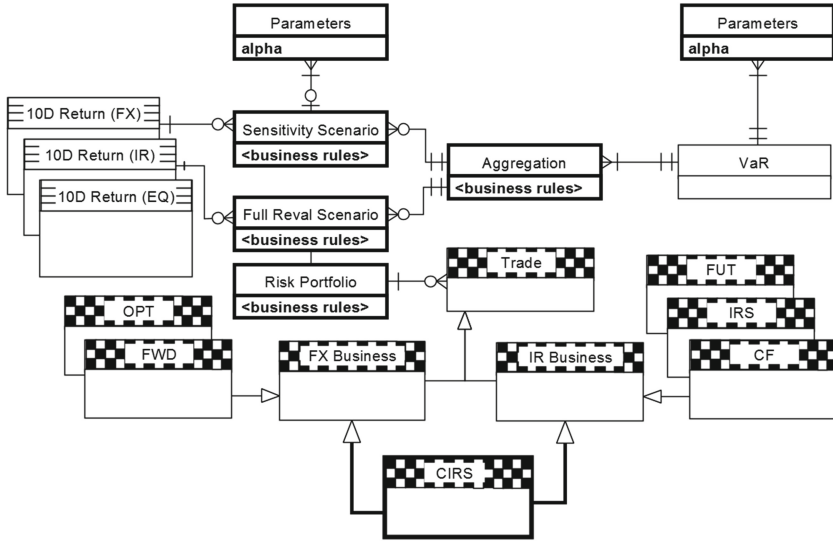 Parameters
alpha
Parameters
alpha
10D Return (FX)
10D Return (IR)
10D Return (EQ)
Sensitivity Scenario
<business rules>
Aggregation
<business rules>
VaR
Full Reval Scenario
<business rules>
Risk Portfolio
<business rules>
Trade
FUT
IRS
CF
OPT
FWD
FX Business
IR Business
CIRS